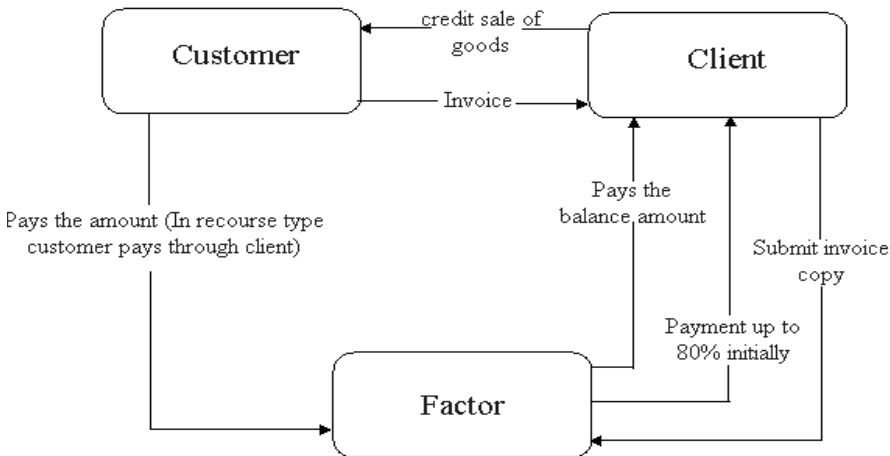 credit sale of
goods
Customer
Client
Invoice
Pays the
balance amount
Pays the amount (In recourse type
customer pays through client)
Submit invoice
copy
Payment up to
80% initially
Factor